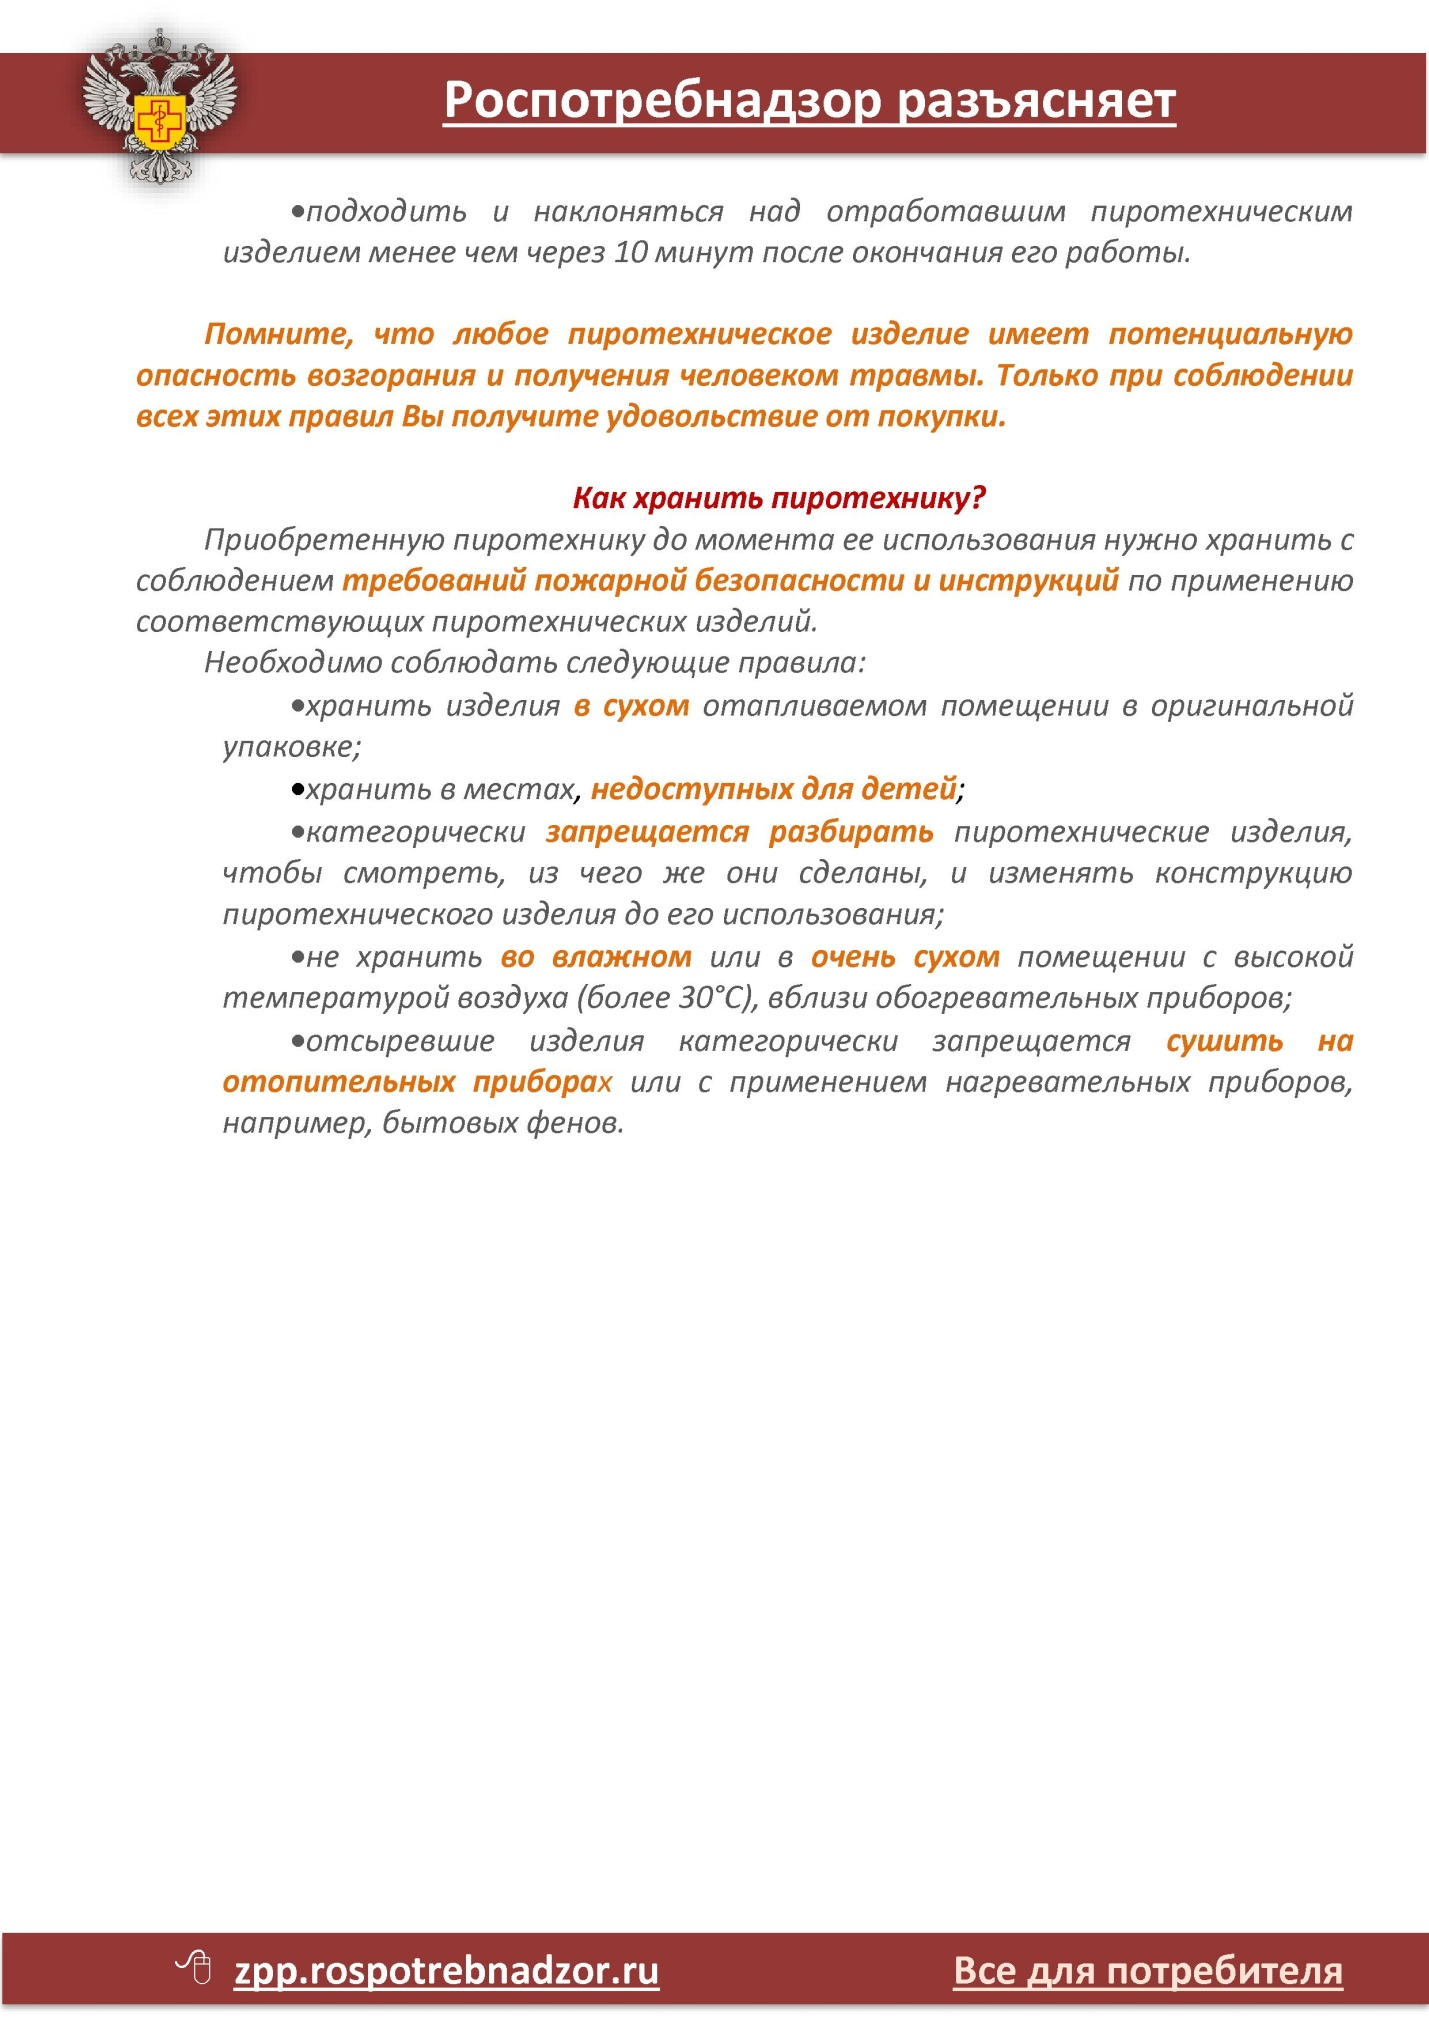 Роспотребнадзор разъясняет
•подходить и наклоняться над отработавшим пиротехническим
изделием менее чем через 10 минут после окончания его работы.
Помните, что любое пиротехническое изделие имеет потенциальную
опасность возгорания и получения человеком травмы. Только при соблюдении
всех этих правил Вы получите удовольствие от покупки.
Как хранить пиротехнику?
Приобретенную пиротехнику до момента ее использования нужно хранить с
соблюдением требований пожарной безопасности и инструкций по применению
соответствующих пиротехнических изделий.
Необходимо соблюдать следующие правила:
•хранить изделия в сухом отапливаемом помещении в оригинальной
упаковке;
•хранить в местах, недоступных для детей;
•категорически запрещается разбирать пиротехнические изделия,
чтобы смотреть, из чего же они сделаны, и изменять конструкцию
пиротехнического изделия до его использования;
•не хранить во влажном или в очень сухом помещении с высокой
температурой воздуха (более 30°С), вблизи обогревательных приборов;
•отсыревшие изделия категорически запрещается сушить на
отопительных приборах или с применением нагревательных приборов,
например, бытовых фенов.
zpp.rospotrebnadzor.ru
Все для потребителя